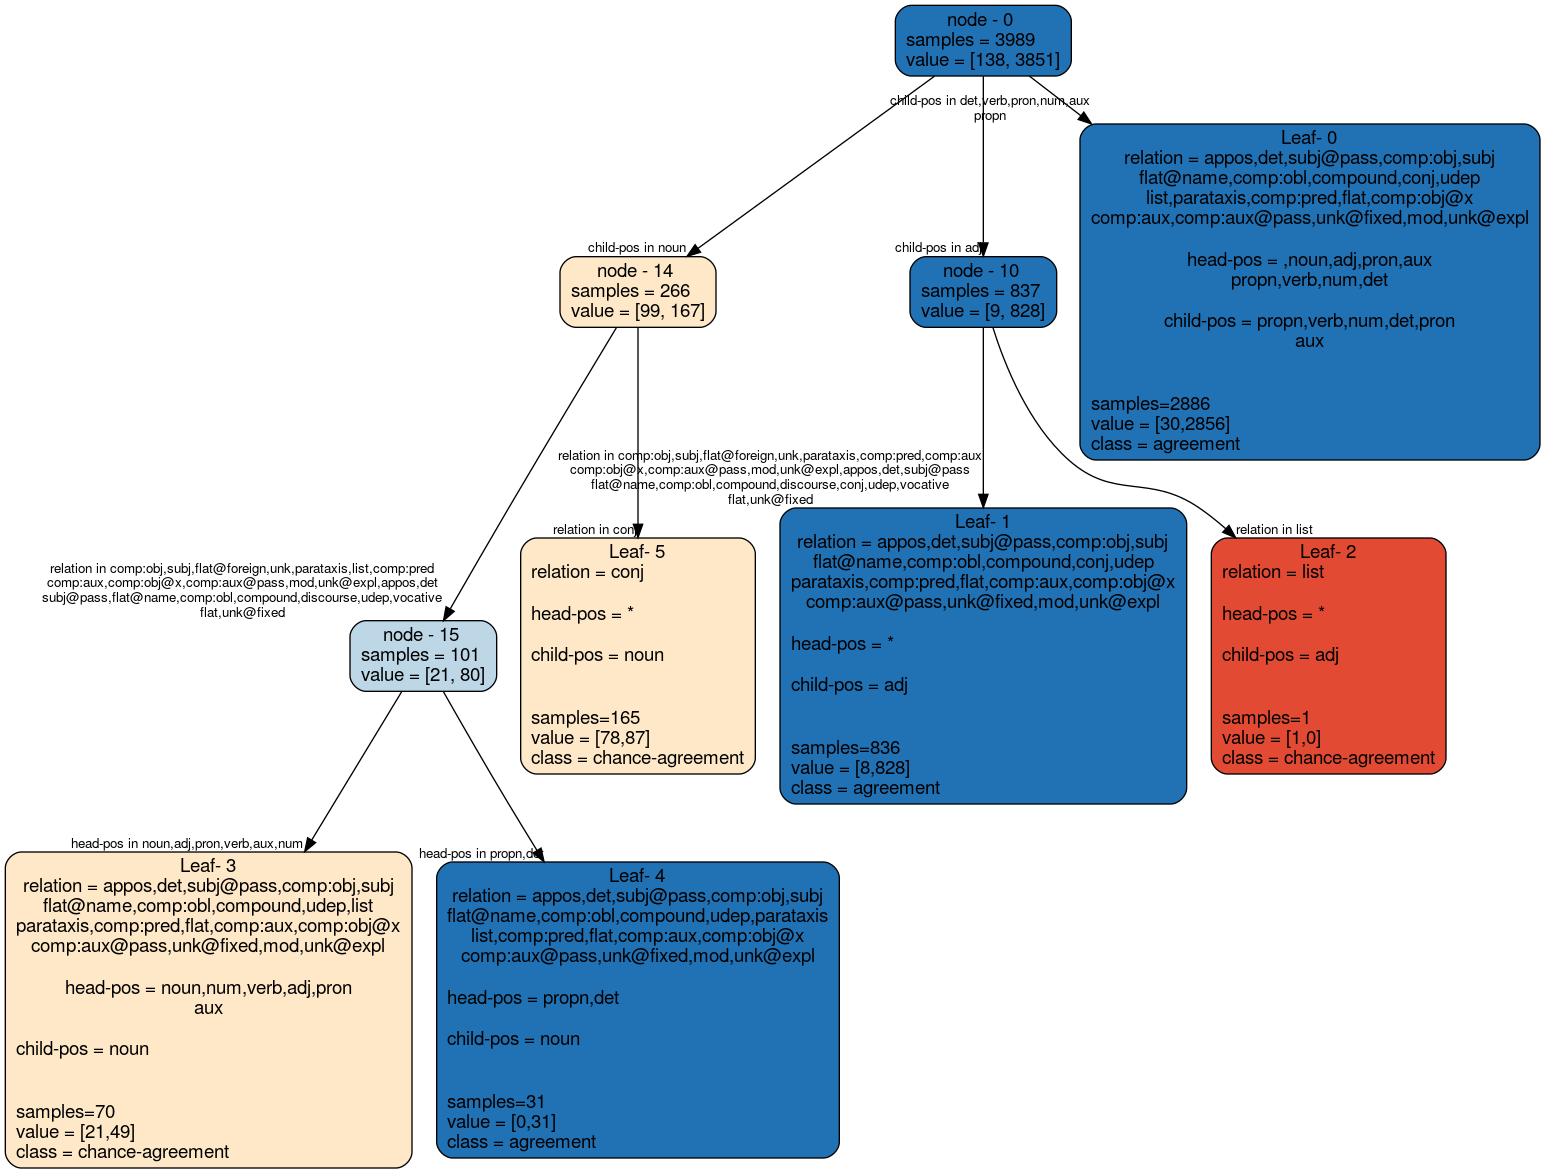 node - 0
samples = 3989
value = [138, 3851]
child-pos in det,verb,pron,num,aux
propn
Leaf- 0
relation = appos,det,subj@pass,comp:obj,subj
flat@name,comp:obl,compound,conj,udep
list,parataxis,comp:pred,flat,comp:obj@x
comp:aux,comp:aux@pass,unk@fixed,mod,unk@expl
head-pos = ,noun,adj,pron,aux
propn,verb,num,det
child-pos = propn,verb,num,det,pron
aux
samples=2886
value = [30,2856]
class = agreement
child-pos in noun
node - 14
samples = 266
value = [99, 167]
child-pos in adj
node - 10
samples = 837
value = [9, 828]
relation in comp:obj,subj,flat@foreign,unk,parataxis,comp:pred,comp:aux
comp:obj@x,comp:aux@pass,mod,unk@expl,appos,det,subj@pass
flat@name,comp:obl,compound,discourse,conj,udep,vocative
flat,unk@fixed
relation in conj
Leaf- 5
relation = conj
head-pos = *
child-pos = noun
samples=165
value = [78,87]
class = chance-agreement
Leaf- 1
relation = appos,det,subj@pass,comp:obj,subj
flat@name,comp:obl,compound,conj,udep
parataxis,comp:pred,flat,comp:aux,comp:obj@x
comp:aux@pass,unk@fixed,mod,unk@expl
head-pos = *
child-pos = adj
samples=836
value = [8,828]
class = agreement
relation in list
Leaf- 2
relation = list
head-pos = *
child-pos = adj
samples=1
value = [1,0]
class = chance-agreement
relation in comp:obj,subj,flat@foreign,unk,parataxis,list,comp:pred
comp:aux,comp:obj@x,comp:aux@pass,mod,unk@expl,appos,det
subj@pass,flat@name,comp:obl,compound,discourse,udep,vocative
flat,unk@fixed
node - 15
samples = 101
value = [21, 80]
head-pos in noun,adj,pron,verb,aux,num
Leaf- 3
relation = appos,det,subj@pass,comp:obj,subj
flat@name,comp:obl,compound,udep,list
parataxis,comp:pred,flat,comp:aux,comp:obj@x
comp:aux@pass,unk@fixed,mod,unk@expl
head-pos = noun,num,verb,adj,pron
aux
child-pos = noun
samples=70
value = [21,49]
class = chance-agreement
head-pos in propn,det
Leaf- 4
relation = appos,det,subj@pass,comp:obj,subj
flat@name,comp:obl,compound,udep,parataxis
list,comp:pred,flat,comp:aux,comp:obj@x
comp:aux@pass,unk@fixed,mod,unk@expl
head-pos = propn,det
child-pos = noun
samples=31
value = [0,31]
class = agreement